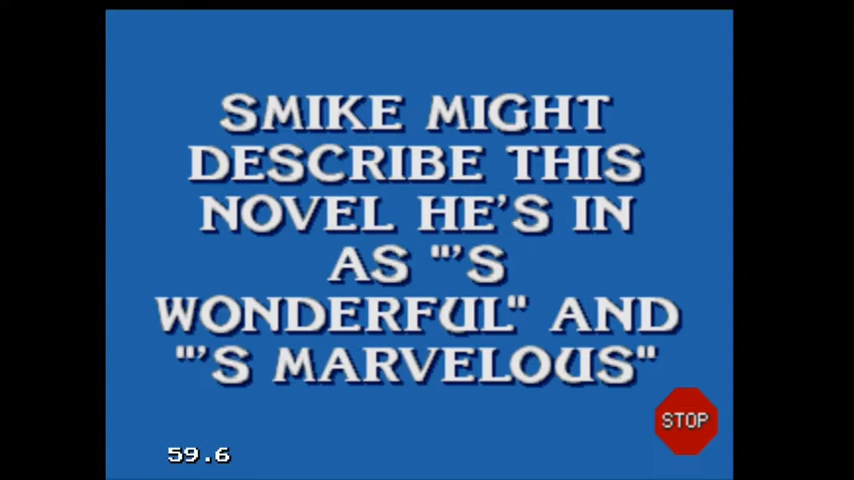 SMIKE MIGHT
DESCRIBE THIS
NOVEL HE'S IN
AS "'S
WONDERFUL" AND
"'S MARVELOUS"
STOP
59.6